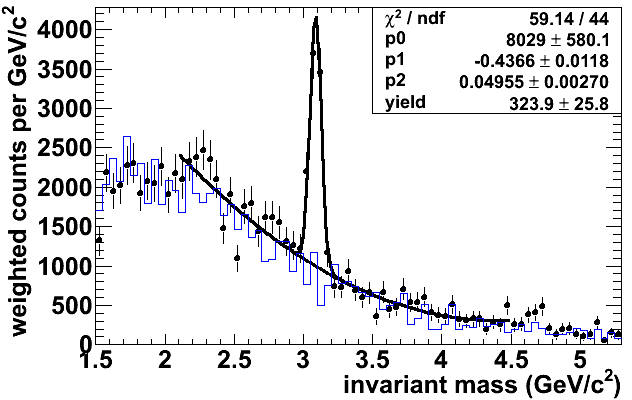 χ² / ndf 59.14 / 44
p0 8029 ± 580.1
p1 -0.4366 ± 0.0118
p2 0.04955 ± 0.00270
yield 323.9 ± 25.8
weighted counts per GeV/c²
4000
3500
3000
2500
2000
1500
1000
500
0
1.5 2 2.5 3 3.5 4 4.5 5
invariant mass (GeV/c²)